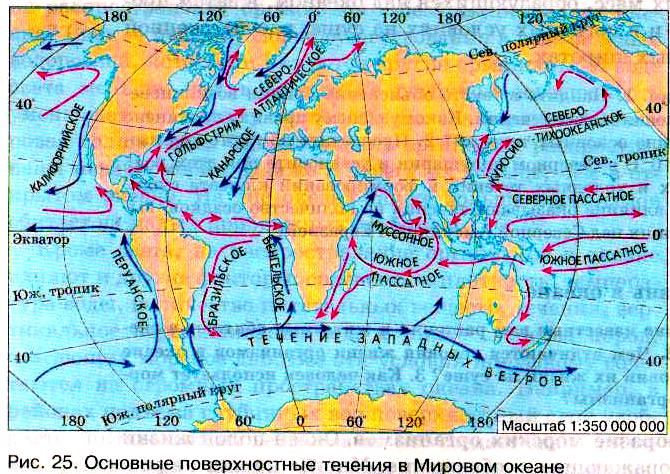 180° 120° 60° 0° 60° 120° 180°
Сев. полярный круг
40°
40°
КАЛИФОРНИЙСКОЕ
ГОЛЬФСТРИМ
СЕВЕРО-
АТЛАНТИЧЕСКОЕ
КАНАРСКОЕ
СЕВЕРО-
-ТИХООКЕАНСКОЕ
КУРОСИО
Сев. тропик
СЕВЕРНОЕ ПАССАТНОЕ
Экватор
0°
МУССОННОЕ
ЮЖНОЕ
ПАССАТНОЕ
ЮЖНОЕ ПАССАТНОЕ
ПЕРУАНСКОЕ
БРАЗИЛЬСКОЕ
БЕНГЕЛЬСКОЕ
Юж. тропик
ТЕЧЕНИЕ ЗАПАДНЫХ ВЕТРОВ
40°
40°
Юж. полярный круг
180° 120° 60° 0° 60° 120° 180°
Масштаб 1:350 000 000
Рис. 25. Основные поверхностные течения в Мировом океане